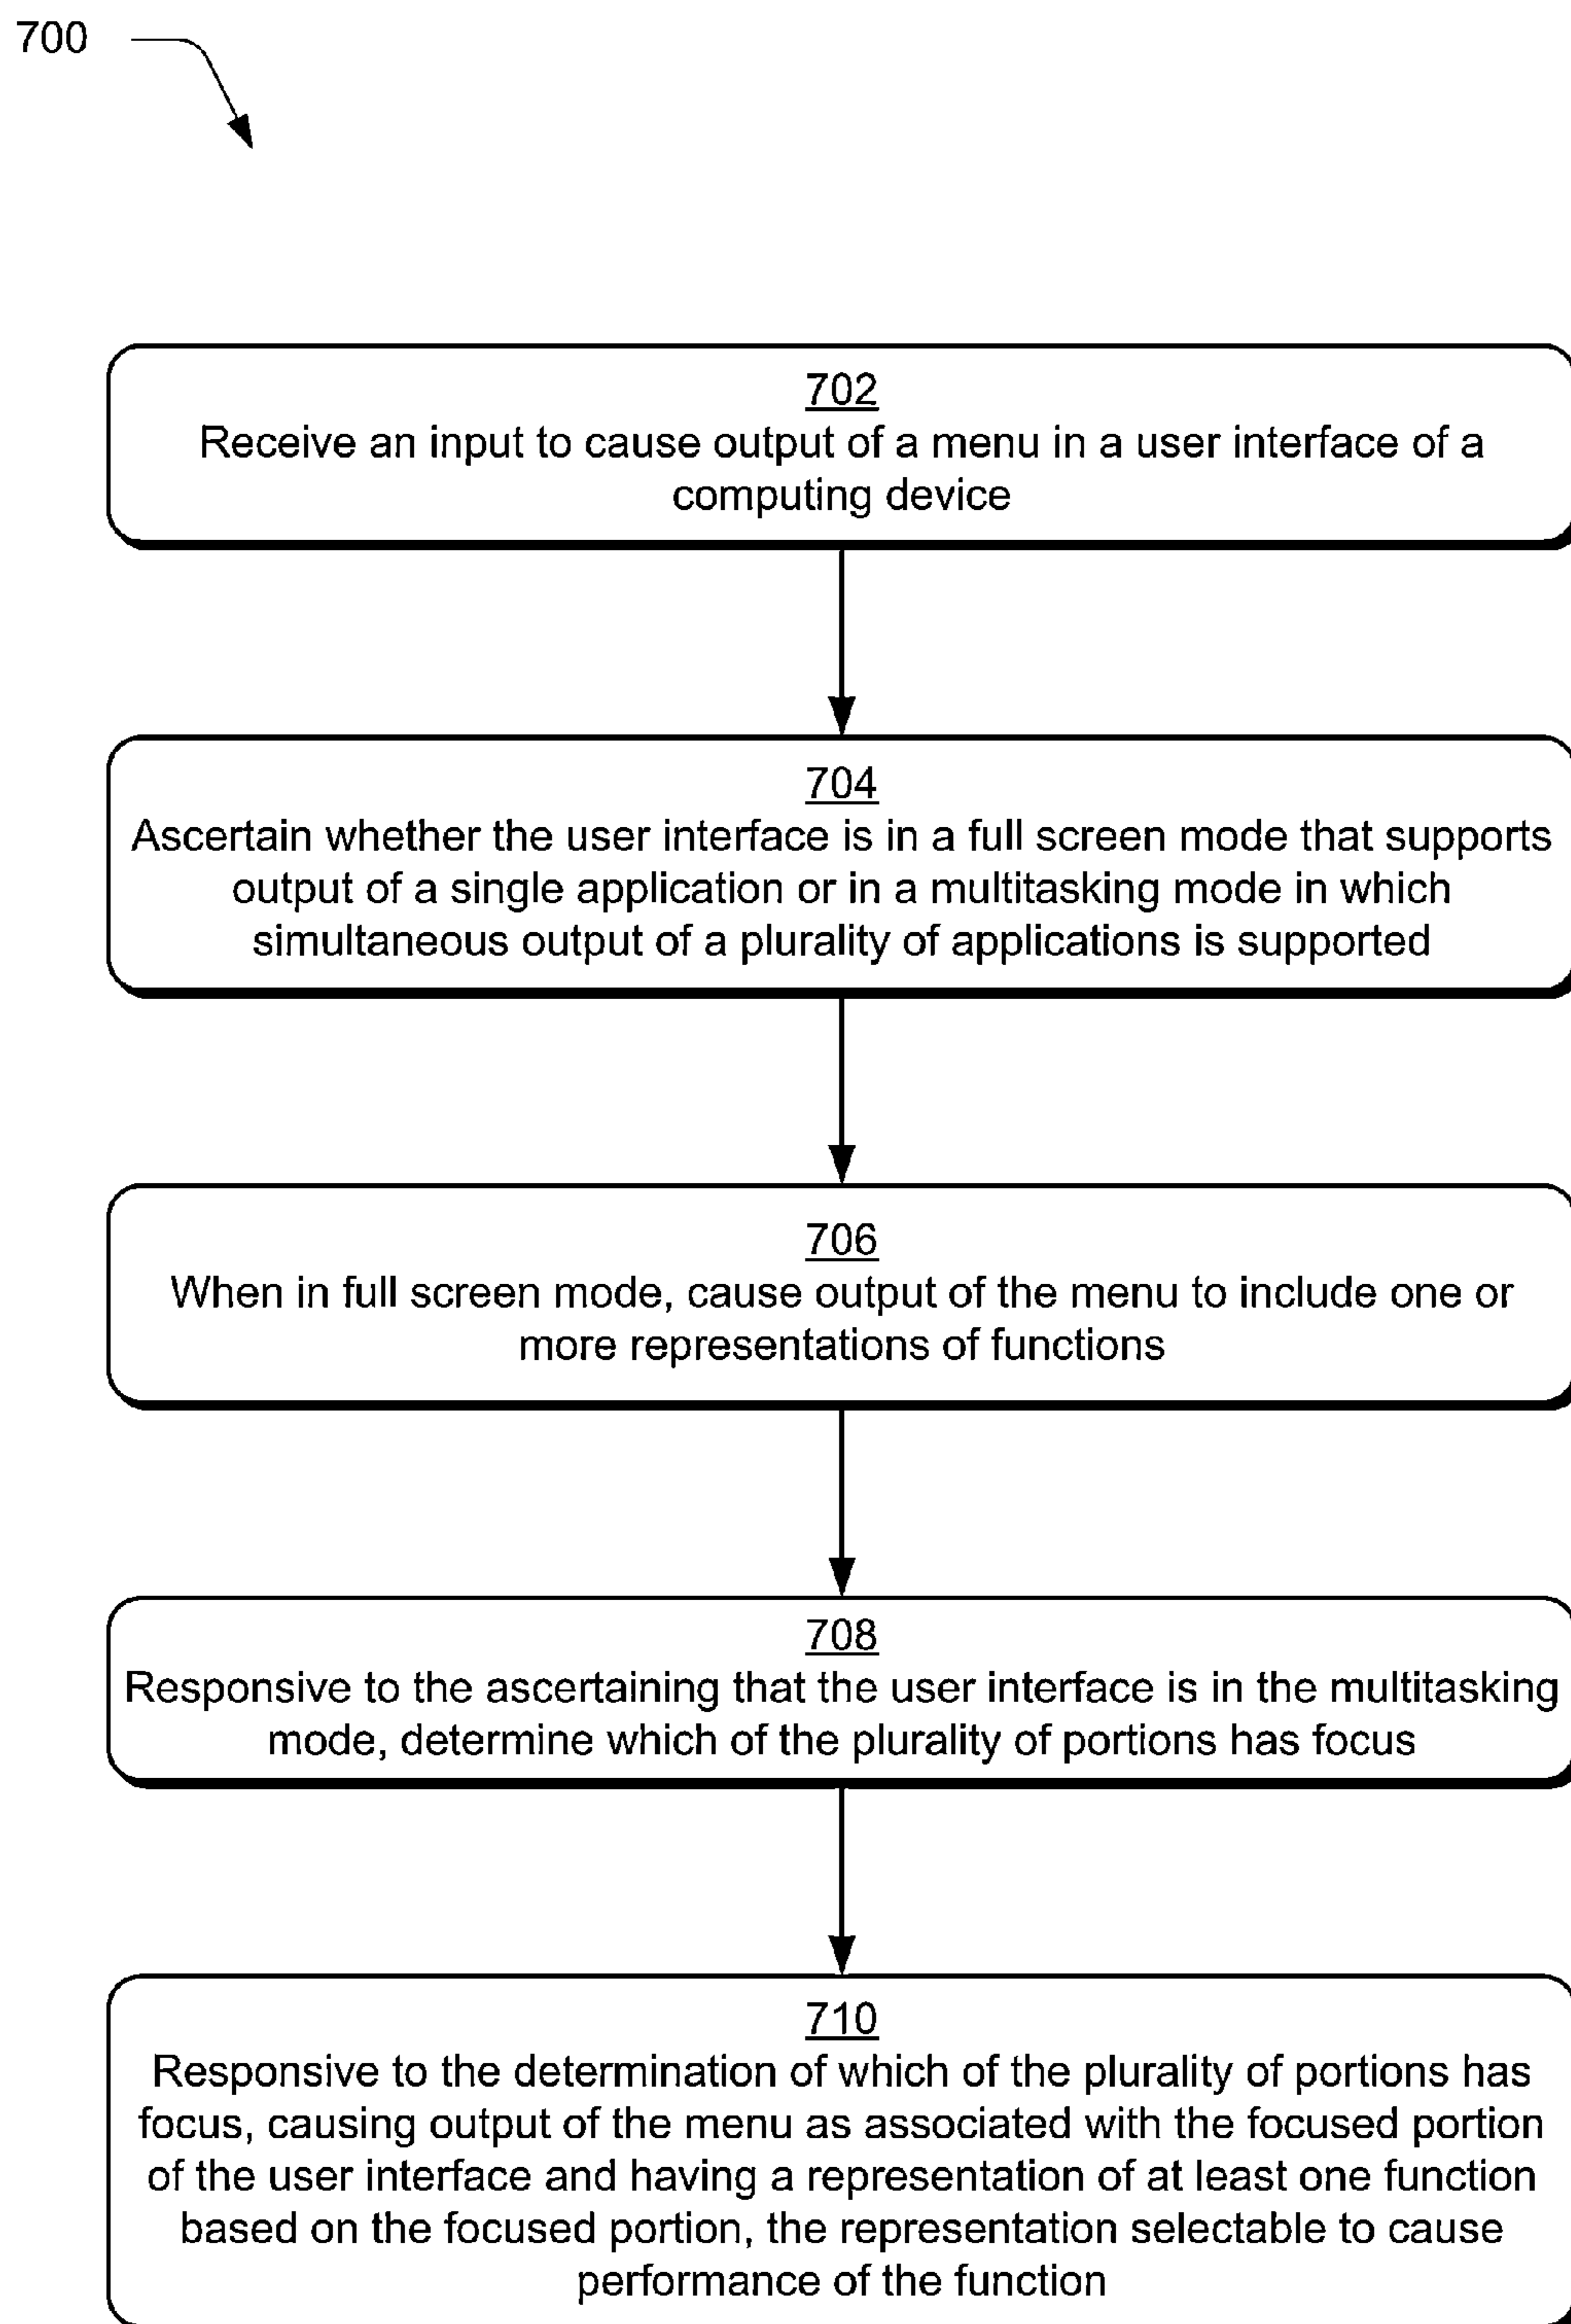 700
702
Receive an input to cause output of a menu in a user interface of a
computing device
704
Ascertain whether the user interface is in a full screen mode that supports
output of a single application or in a multitasking mode in which
simultaneous output of a plurality of applications is supported
706
When in full screen mode, cause output of the menu to include one or
more representations of functions
708
Responsive to the ascertaining that the user interface is in the multitasking
mode, determine which of the plurality of portions has focus
710
Responsive to the determination of which of the plurality of portions has
focus, causing output of the menu as associated with the focused portion
of the user interface and having a representation of at least one function
based on the focused portion, the representation selectable to cause
performance of the function